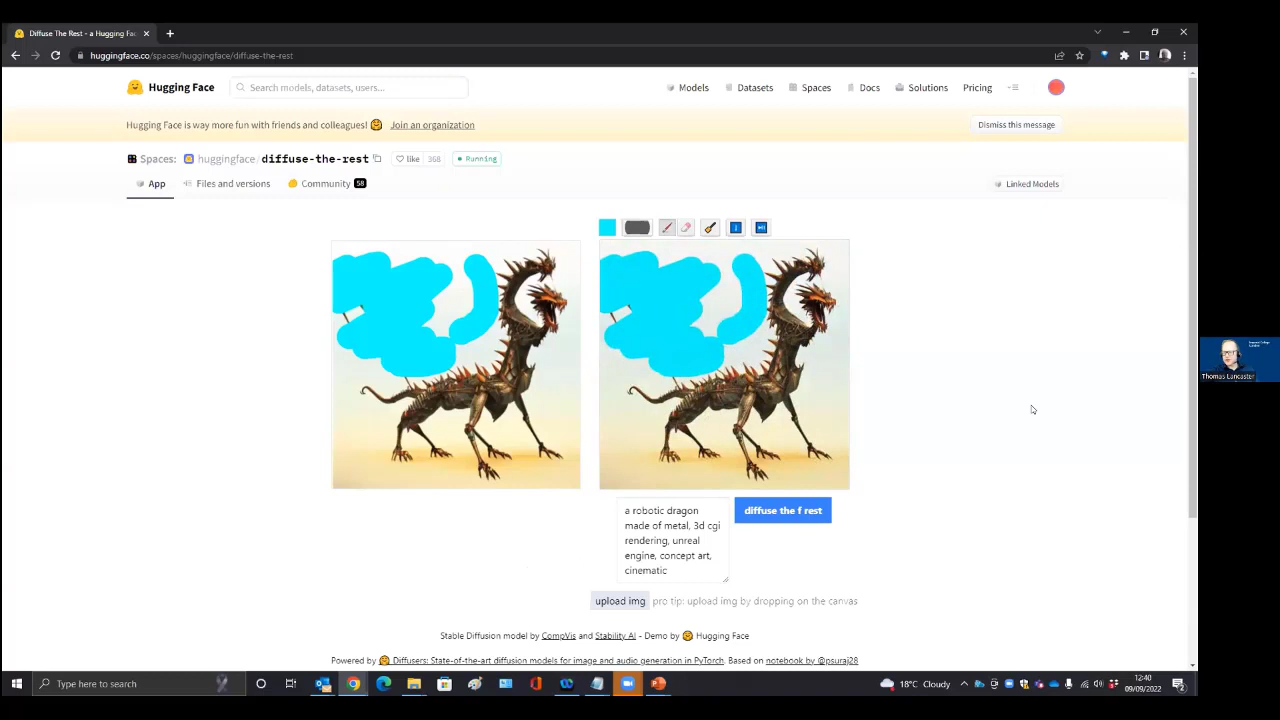 Diffuse The Rest - a Hugging Fac
huggingface.co/spaces/huggingface/diffuse-the-rest
Hugging Face
Search models, datasets, users...
Models
Datasets
Spaces
Docs
Solutions
Pricing
Hugging Face is way more fun with friends and colleagues! 🤗 Join an organization
Dismiss this message
Spaces: huggingface/diffuse-the-rest
like 368
Running
App
Files and versions
Community 58
Linked Models
a robotic dragon
made of metal, 3d cgi
rendering, unreal
engine, concept art,
cinematic
diffuse the f rest
upload img pro tip: upload img by dropping on the canvas
Stable Diffusion model by CompVis and Stability AI - Demo by 🤗 Hugging Face
Powered by 🤗 Diffusers: State-of-the-art diffusion models for image and audio generation in PyTorch. Based on notebook by @psuraj28
Thomas Lancaster
Type here to search
18°C Cloudy
12:40
09/09/2022
2